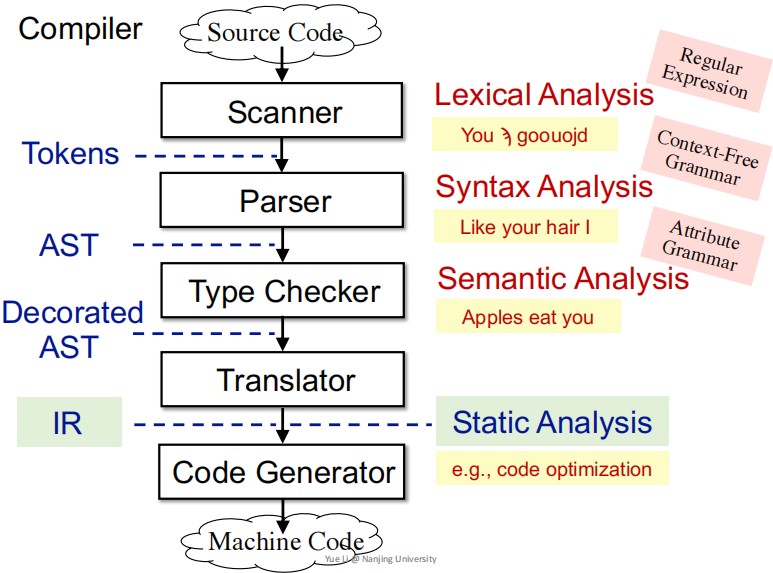 Compiler
Source Code
Scanner
Lexical Analysis
Regular
Expression
You ϡ goouojd
Tokens
Parser
Syntax Analysis
Context-Free
Grammar
Like your hair I
AST
Type Checker
Semantic Analysis
Attribute
Grammar
Apples eat you
Decorated
AST
Translator
IR
Static Analysis
Code Generator
e.g., code optimization
Machine Code
Yue Li @ Nanjing University